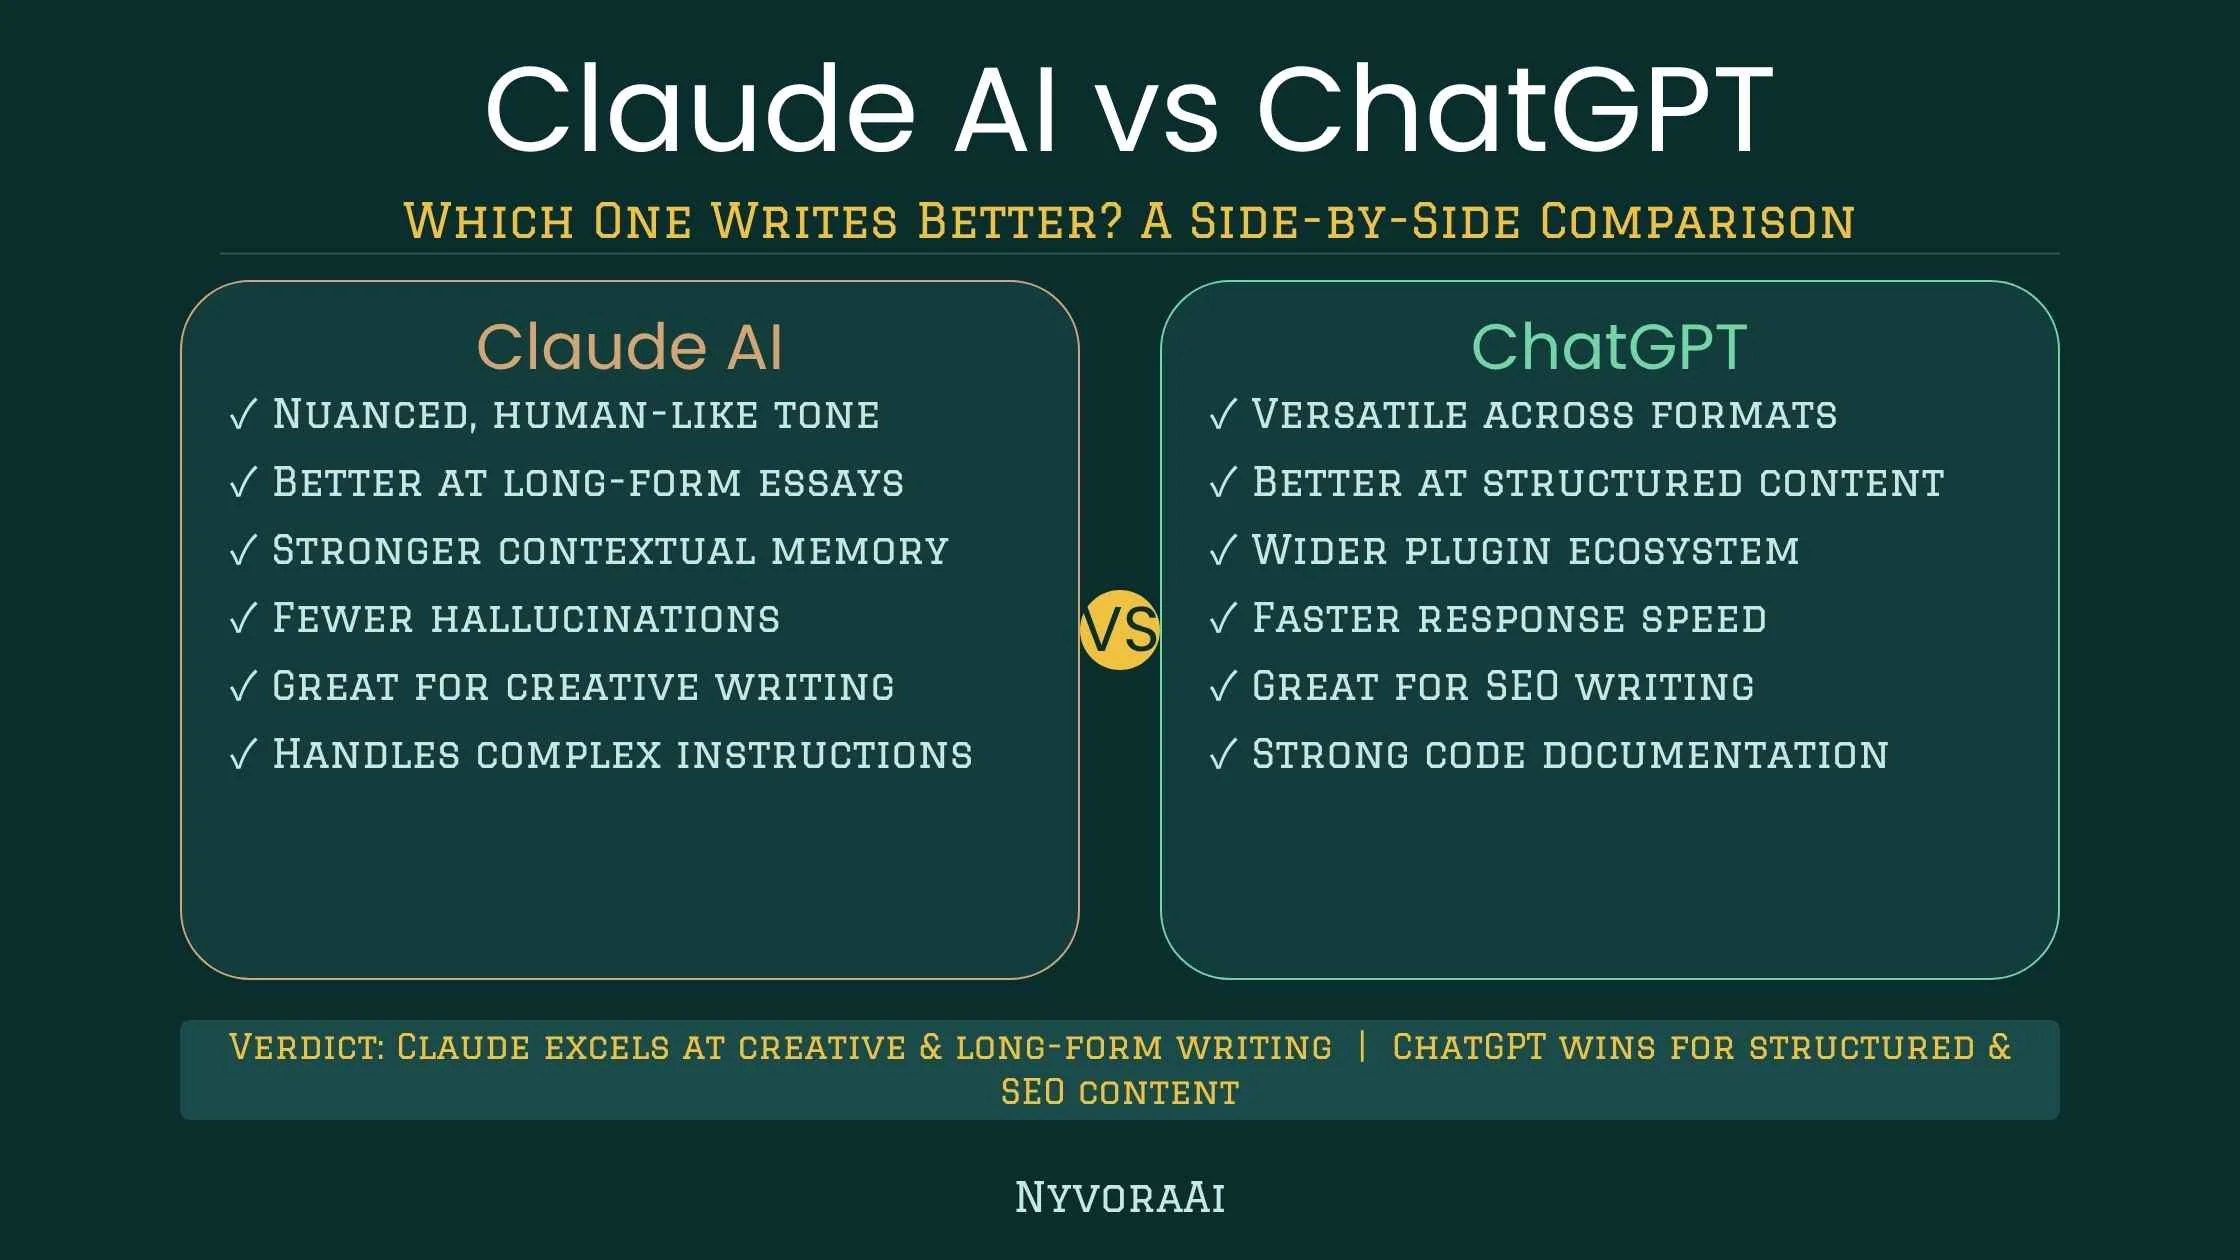 Claude AI vs ChatGPT
Which One Writes Better? A Side-by-Side Comparison
Claude AI
✓ Nuanced, human-like tone
✓ Better at long-form essays
✓ Stronger contextual memory
✓ Fewer hallucinations
✓ Great for creative writing
✓ Handles complex instructions
VS
ChatGPT
✓ Versatile across formats
✓ Better at structured content
✓ Wider plugin ecosystem
✓ Faster response speed
✓ Great for SEO writing
✓ Strong code documentation
Verdict: Claude excels at creative & long-form writing | ChatGPT wins for structured &
SEO content
NyvoraAi